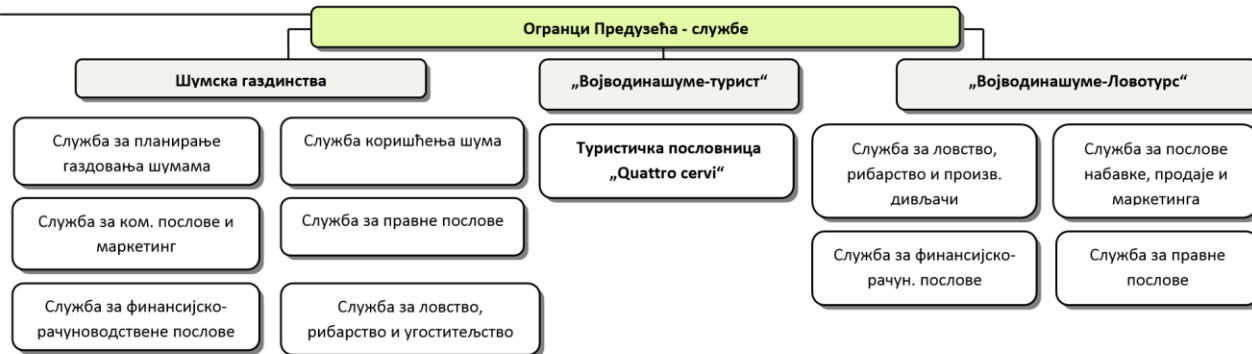 Огранци Предузећа - службе
Шумска газдинства
„Војводинашуме-турист“
„Војводинашуме-Ловотурс“
Служба за планирање
газдовања шумама
Служба коришћења шума
Служба за ком. послове и
маркетинг
Служба за правне послове
Служба за финансијско-
рачуноводствене послове
Служба за ловство,
рибарство и угоститељство
Туристичка пословница
„Quattro cervi“
Служба за ловство,
рибарство и произв.
дивљачи
Служба за послове
набавке, продаје и
маркетинга
Служба за финансијско-
рачун. послове
Служба за правне
послове